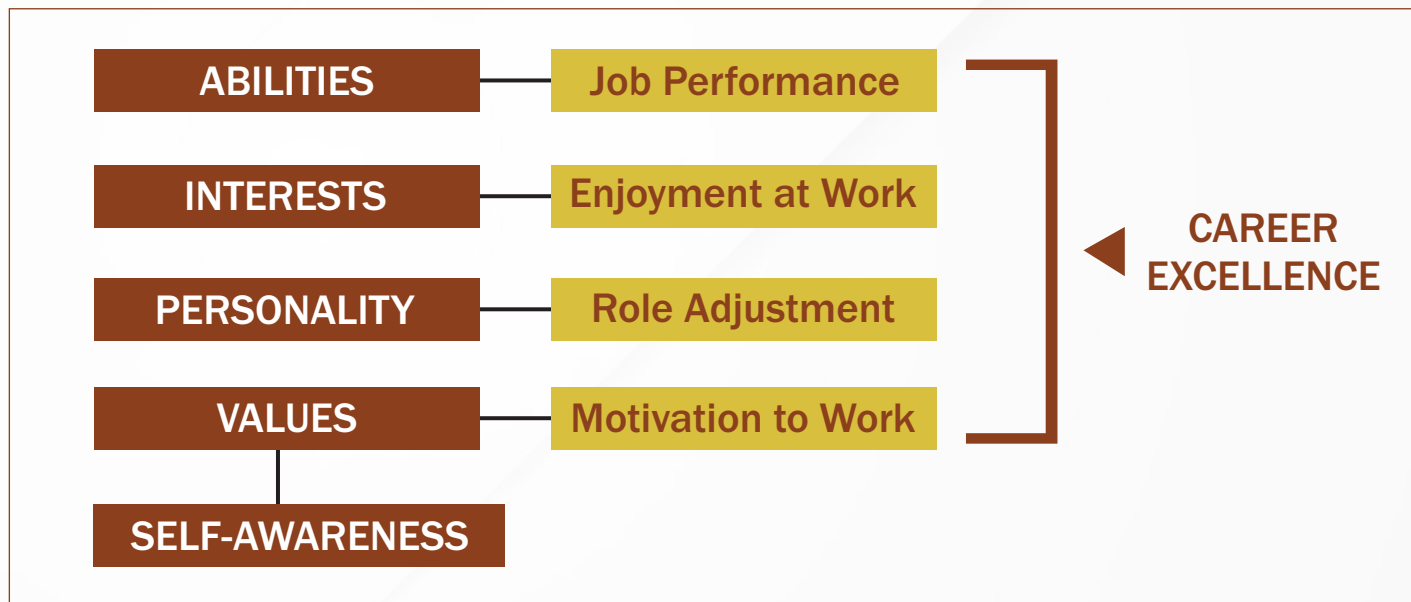 ABILITIES
Job Performance
INTERESTS
Enjoyment at Work
PERSONALITY
Role Adjustment
VALUES
Motivation to Work
SELF-AWARENESS
CAREER
EXCELLENCE